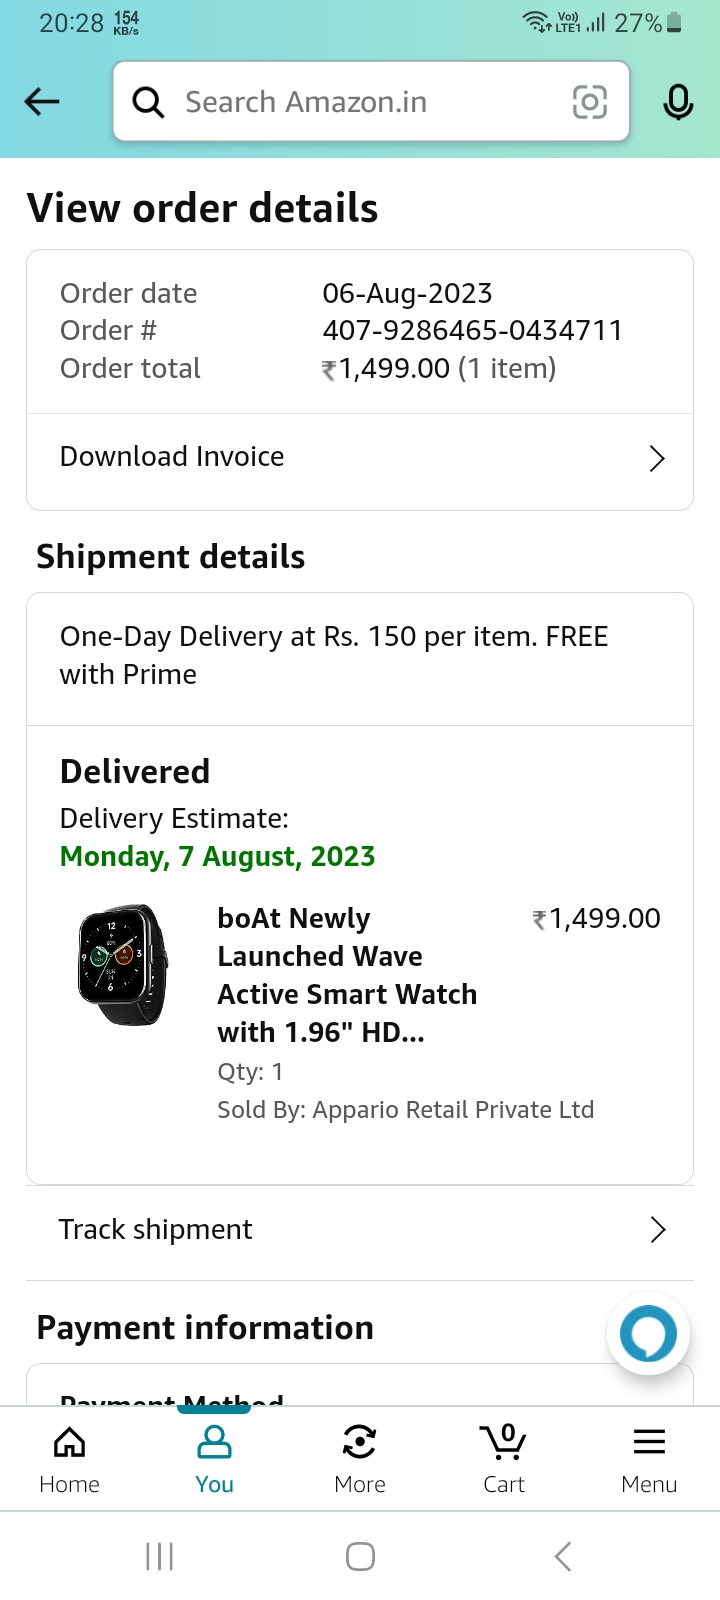 20:28 154 KB/s Vo)) LTE1 27%
Search Amazon.in
View order details
Order date 06-Aug-2023
Order # 407-9286465-0434711
Order total ₹1,499.00 (1 item)
Download Invoice
Shipment details
One-Day Delivery at Rs. 150 per item. FREE
with Prime
Delivered
Delivery Estimate:
Monday, 7 August, 2023
boAt Newly ₹1,499.00
Launched Wave
Active Smart Watch
with 1.96" HD...
Qty: 1
Sold By: Appario Retail Private Ltd
Track shipment
Payment information
Payment Method
0
Home You More Cart Menu